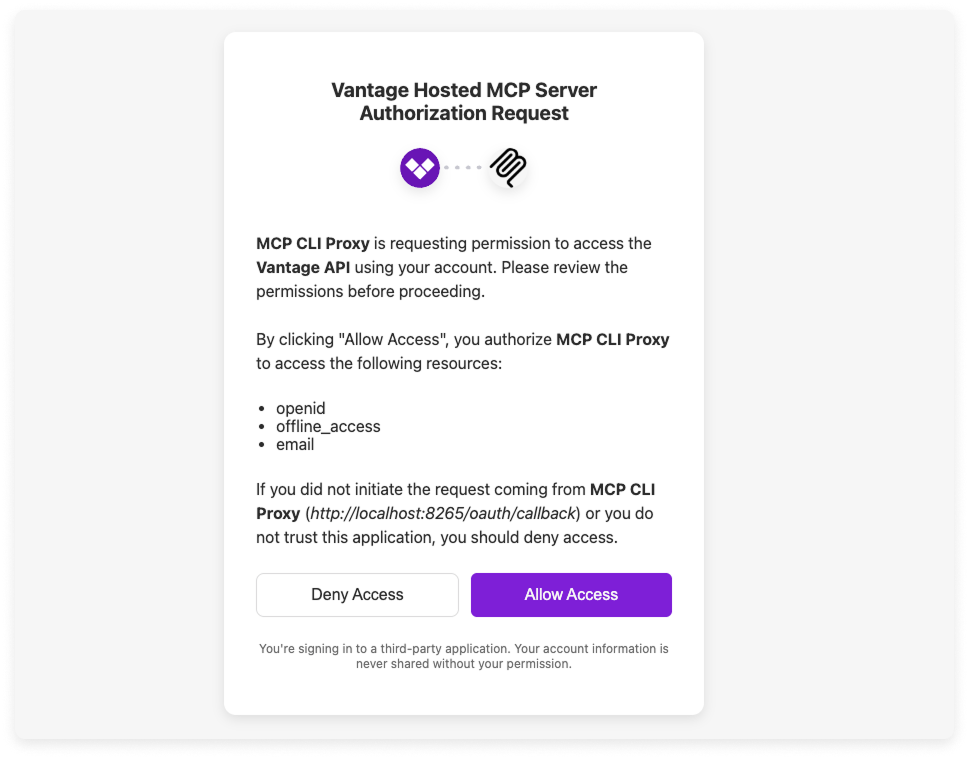 Vantage Hosted MCP Server
Authorization Request
MCP CLI Proxy is requesting permission to access the
Vantage API using your account. Please review the
permissions before proceeding.
By clicking "Allow Access", you authorize MCP CLI Proxy
to access the following resources:
• openid
• offline_access
• email
If you did not initiate the request coming from MCP CLI
Proxy (http://localhost:8265/oauth/callback) or you do
not trust this application, you should deny access.
Deny Access
Allow Access
You're signing in to a third-party application. Your account information is
never shared without your permission.